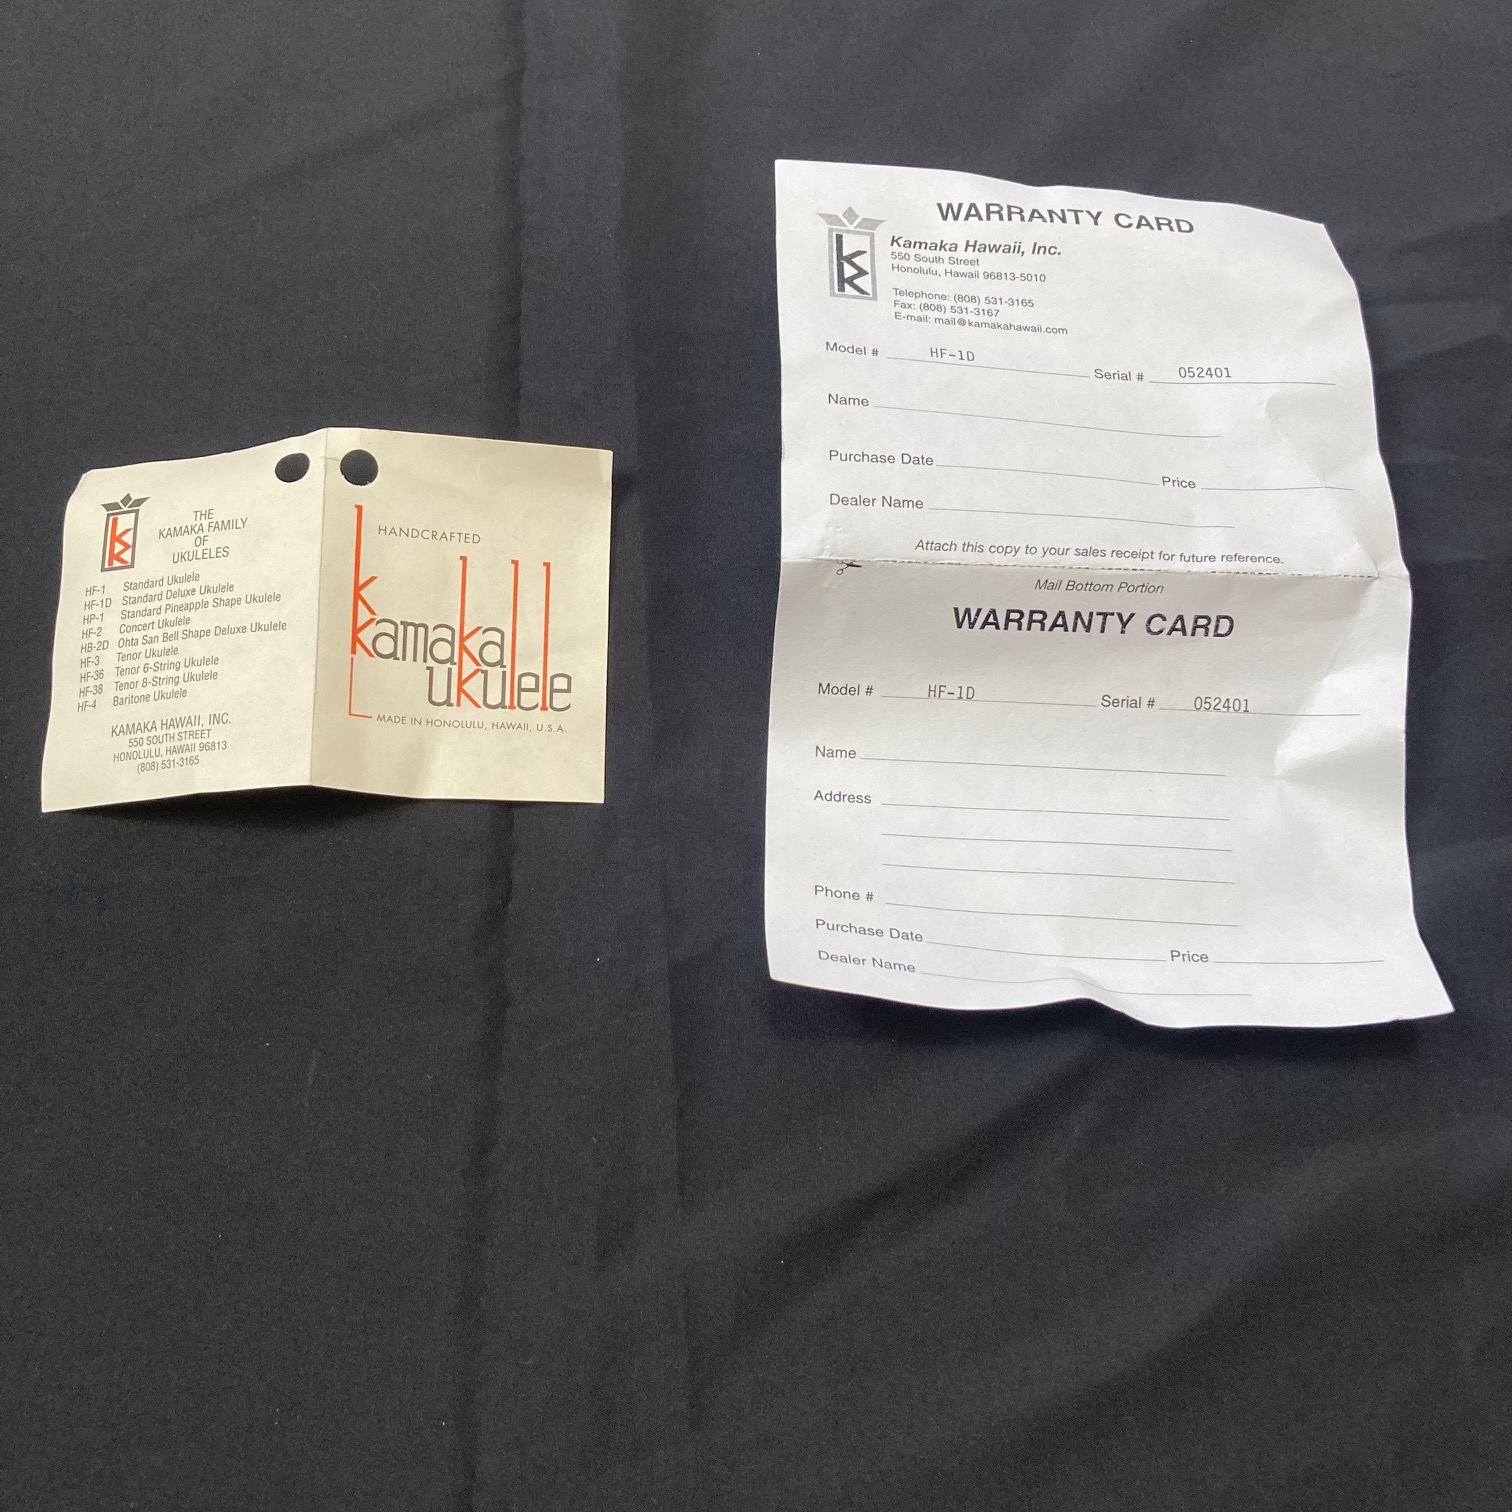 THE
KAMAKA FAMILY
OF
UKULELES
HF-1 Standard Ukulele
HF-1D Standard Deluxe Ukulele
HP-1 Standard Pineapple Shape Ukulele
HF-2 Concert Ukulele
HB-2D Ohta San Bell Shape Deluxe Ukulele
HF-3 Tenor Ukulele
HF-36 Tenor 6-String Ukulele
HF-38 Tenor 8-String Ukulele
HF-4 Baritone Ukulele
KAMAKA HAWAII, INC.
550 SOUTH STREET
HONOLULU, HAWAII 96813
(808) 531-3165
HANDCRAFTED
kamaka
ukulele
MADE IN HONOLULU, HAWAII, U.S.A.
WARRANTY CARD
Kamaka Hawaii, Inc.
550 South Street
Honolulu, Hawaii 96813-5010
Telephone: (808) 531-3165
Fax: (808) 531-3167
E-mail: mail@kamakahawaii.com
Model # HF-1D Serial # 052401
Name
Purchase Date Price
Dealer Name
Attach this copy to your sales receipt for future reference.
Mail Bottom Portion
WARRANTY CARD
Model # HF-1D Serial # 052401
Name
Address
Phone #
Purchase Date Price
Dealer Name